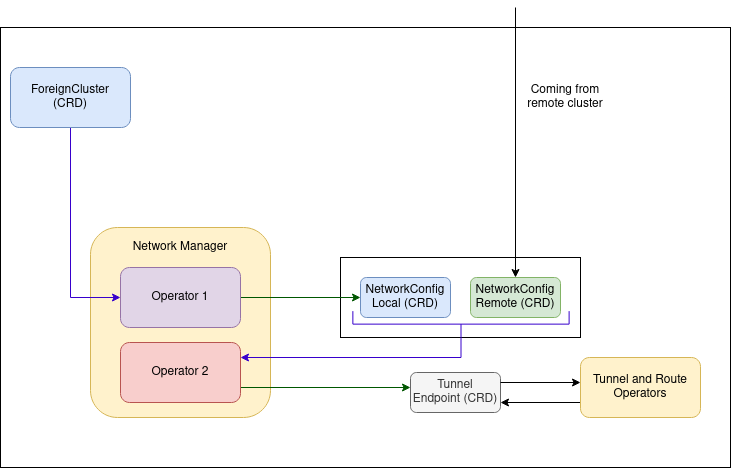 ForeignCluster
(CRD)
Coming from
remote cluster
Network Manager
Operator 1
NetworkConfig
Local (CRD)
NetworkConfig
Remote (CRD)
Operator 2
Tunnel
Endpoint (CRD)
Tunnel and Route
Operators